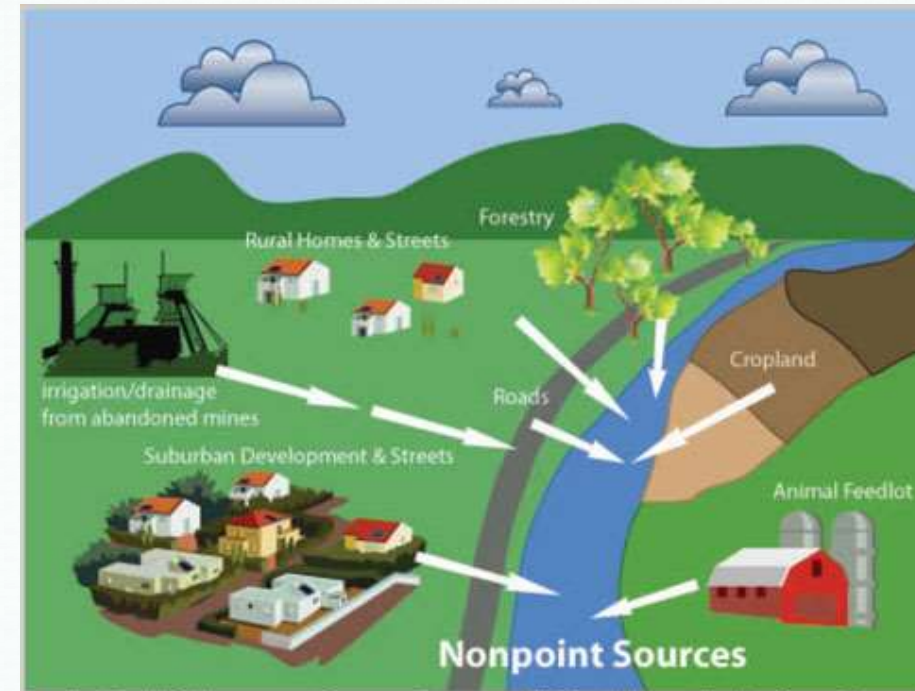 Forestry
Rural Homes & Streets
Cropland
irrigation/drainage
from abandoned mines
Roads
Suburban Development & Streets
Animal Feedlot
Nonpoint Sources